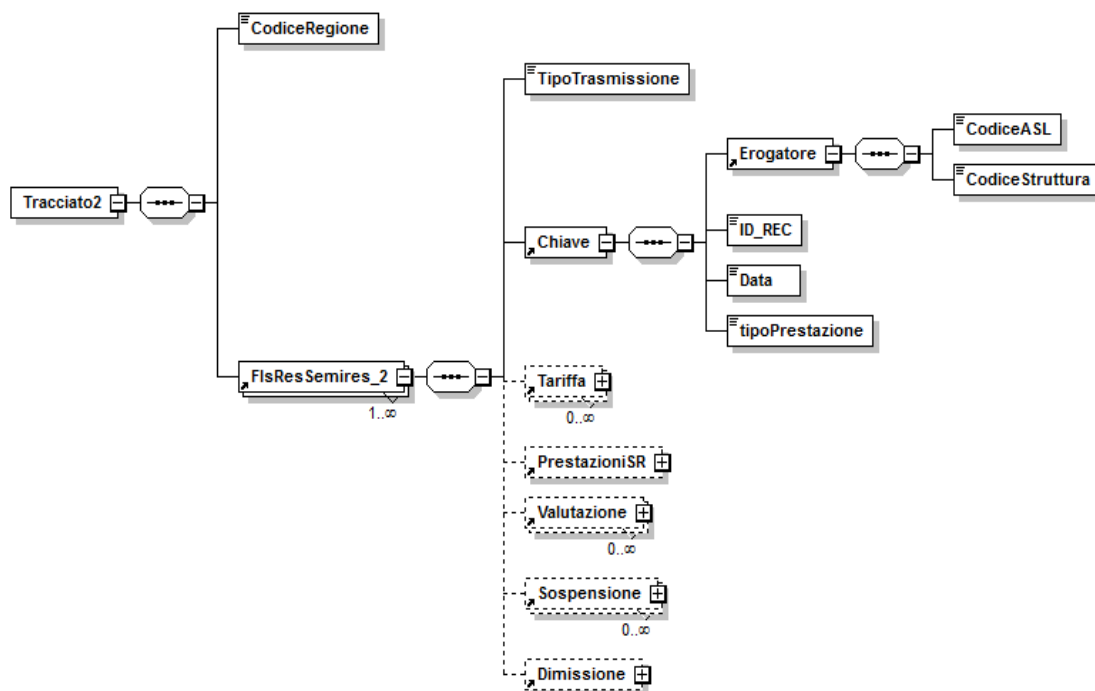 CodiceRegione
TipoTrasmissione
CodiceASL
Erogatore
CodiceStruttura
Tracciato2
ID_REC
Chiave
Data
tipoPrestazione
FlsResSemires_2
1..∞
Tariffa
0..∞
PrestazioniSR
Valutazione
0..∞
Sospensione
0..∞
Dimissione